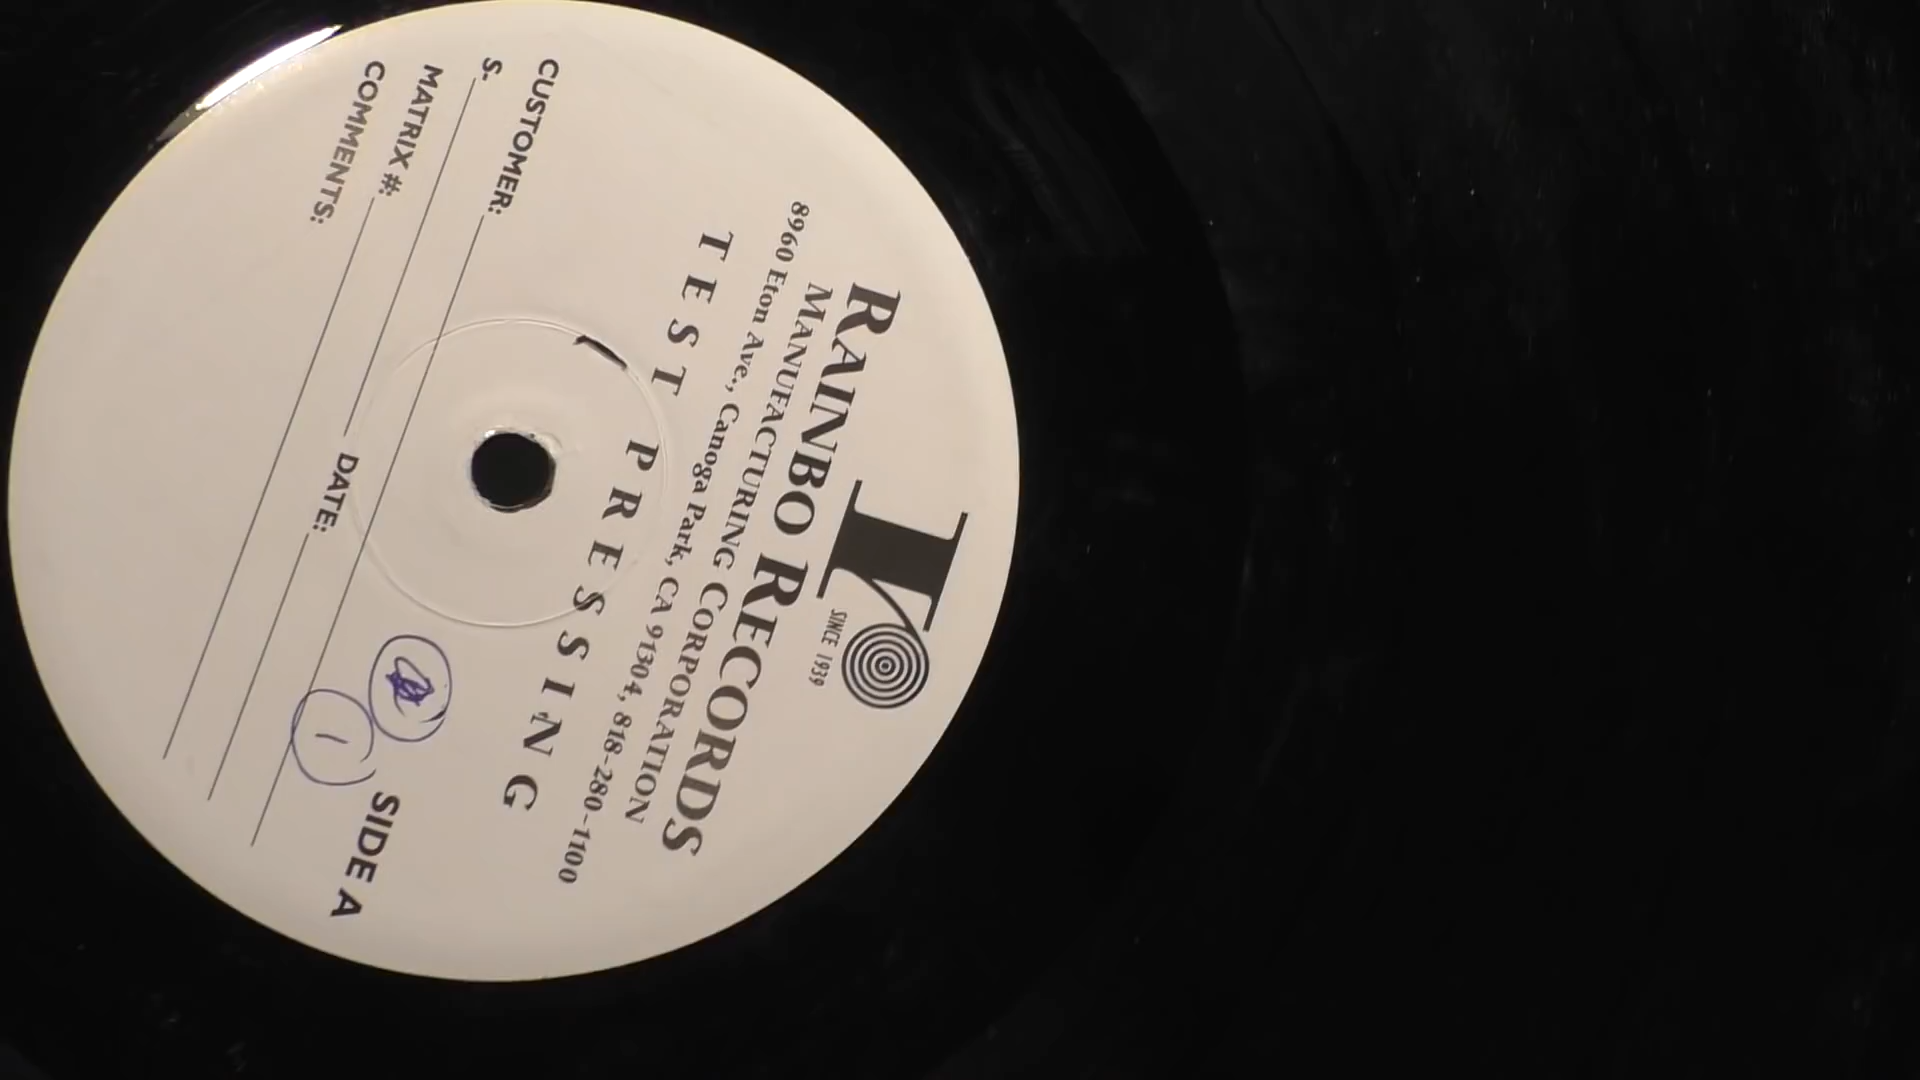 SINCE 1939
RAINBO RECORDS
MANUFACTURING CORPORATION
8960 Eton Ave., Canoga Park, CA 91304, 818-280-1100
TEST PRESSING
1
SIDE A
CUSTOMER:
S-
MATRIX #: DATE:
COMMENTS: